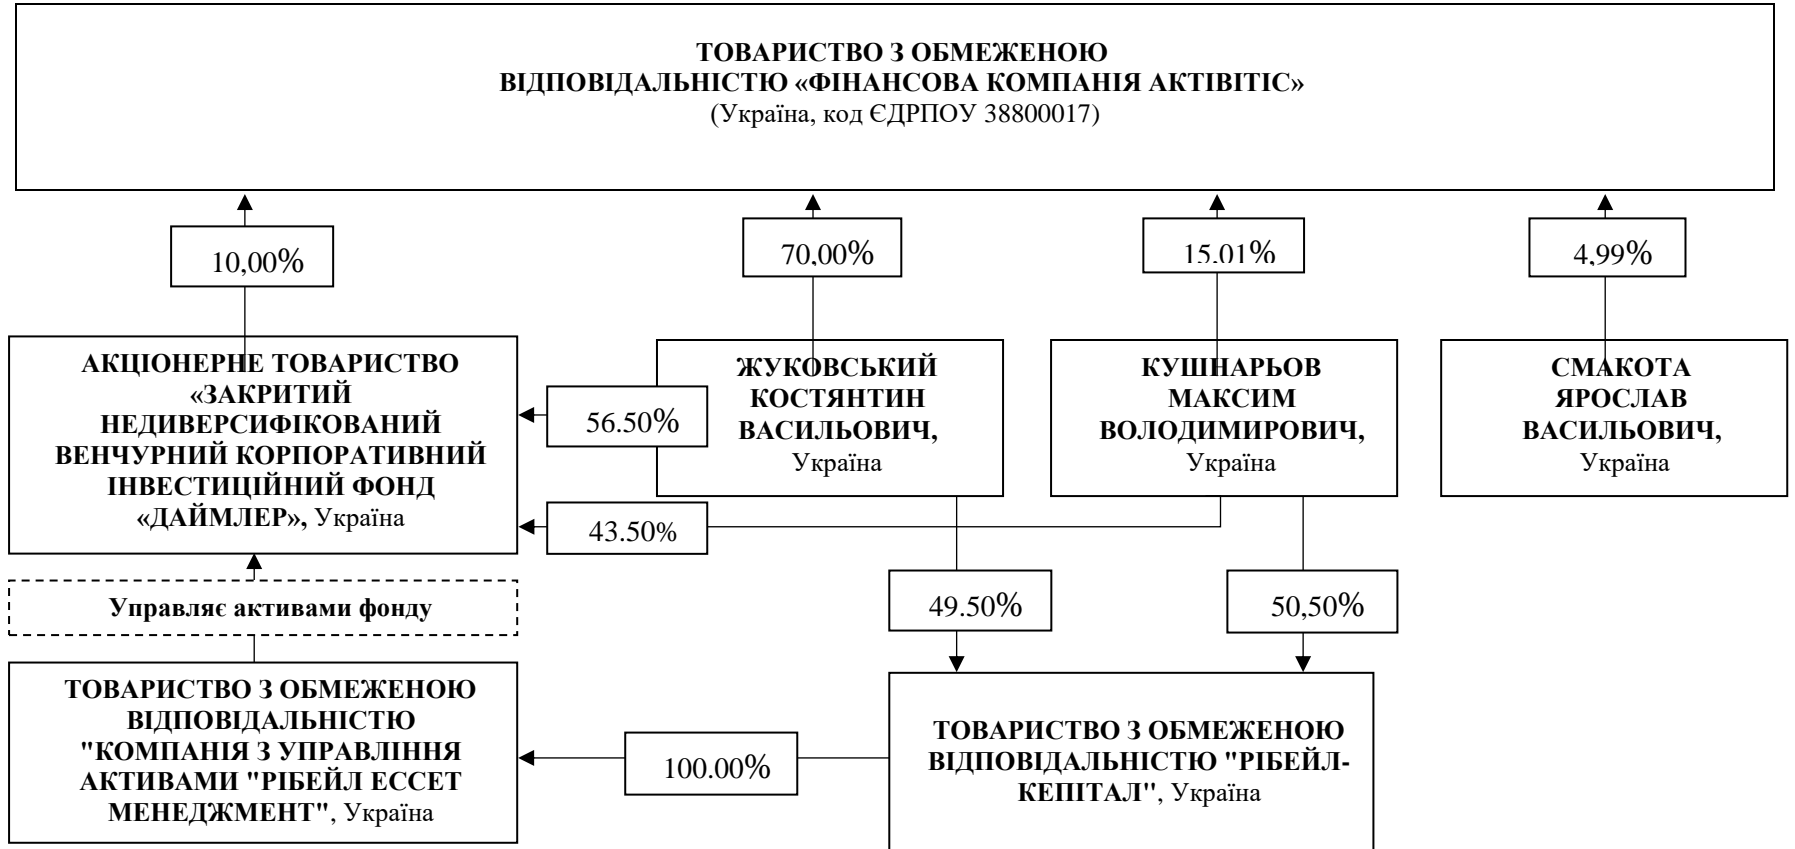 ТОВАРИСТВО З ОБМЕЖЕНОЮ
ВІДПОВІДАЛЬНІСТЮ «ФІНАНСОВА КОМПАНІЯ АКТІВІТІС»
(Україна, код ЄДРПОУ 38800017)
10,00%
70,00%
15.01%
4,99%
АКЦІОНЕРНЕ ТОВАРИСТВО
«ЗАКРИТИЙ
НЕДИВЕРСИФІКОВАНИЙ
ВЕНЧУРНИЙ КОРПОРАТИВНИЙ
ІНВЕСТИЦІЙНИЙ ФОНД
«ДАЙМЛЕР», Україна
56.50%
43.50%
ЖУКОВСЬКИЙ
КОСТЯНТИН
ВАСИЛЬОВИЧ,
Україна
КУШНАРЬОВ
МАКСИМ
ВОЛОДИМИРОВИЧ,
Україна
СМАКОТА
ЯРОСЛАВ
ВАСИЛЬОВИЧ,
Україна
Управляє активами фонду
49.50%
50,50%
ТОВАРИСТВО З ОБМЕЖЕНОЮ
ВІДПОВІДАЛЬНІСТЮ
"КОМПАНІЯ З УПРАВЛІННЯ
АКТИВАМИ "РІБЕЙЛ ЕССЕТ
МЕНЕДЖМЕНТ", Україна
100.00%
ТОВАРИСТВО З ОБМЕЖЕНОЮ
ВІДПОВІДАЛЬНІСТЮ "РІБЕЙЛ-
КЕПІТАЛ", Україна